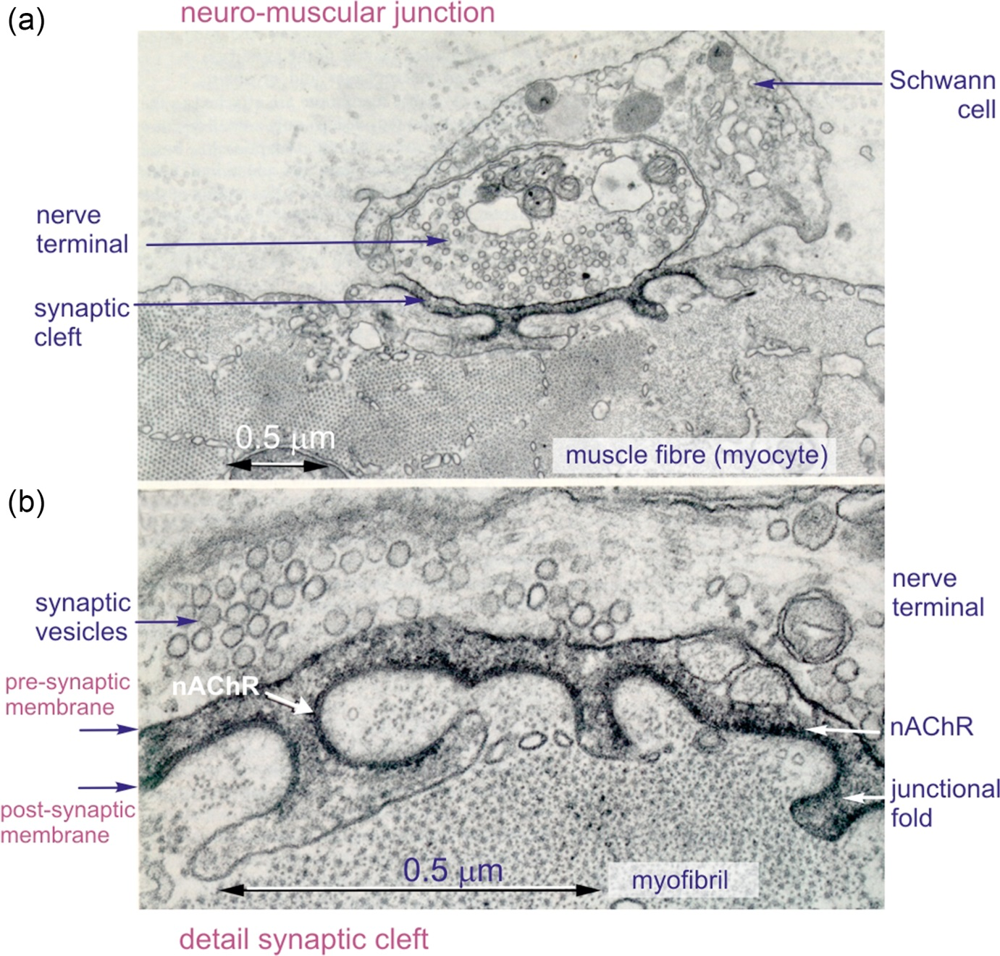 (a)
neuro-muscular junction
Schwann
cell
nerve
terminal
synaptic
cleft
0.5 μm
muscle fibre (myocyte)
(b)
synaptic
vesicles
nerve
terminal
pre-synaptic
membrane
nAChR
nAChR
post-synaptic
membrane
junctional
fold
0.5 μm
myofibril
detail synaptic cleft